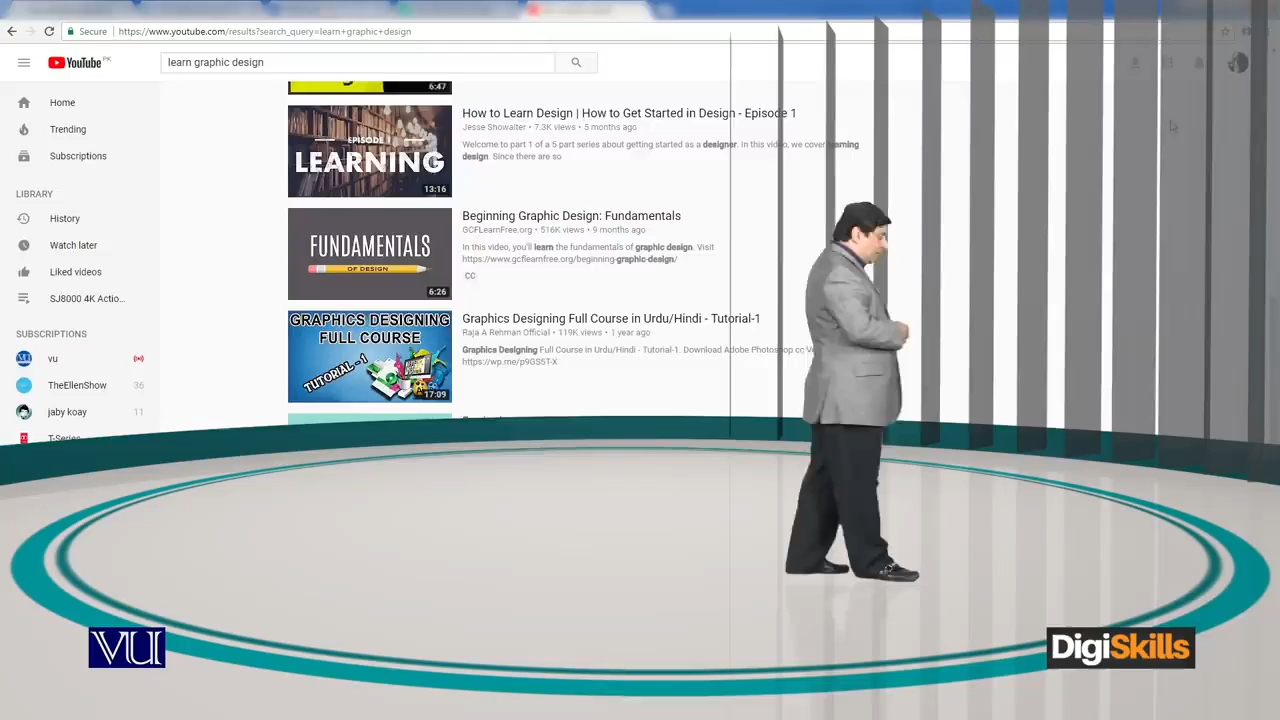 Secure
https://www.youtube.com/results?search_query=learn+graphic+design
YouTube PK
learn graphic design
6:47
Home
Trending
Subscriptions
LIBRARY
History
Watch later
Liked videos
SJ8000 4K Actio...
SUBSCRIPTIONS
vu
TheEllenShow 36
jaby koay 11
T-Series
EPISODE 1
LEARNING
13:16
How to Learn Design | How to Get Started in Design - Episode 1
Jesse Showalter • 7.3K views • 5 months ago
Welcome to part 1 of a 5 part series about getting started as a designer. In this video, we cover learning
design. Since there are so
FUNDAMENTALS
OF DESIGN
6:26
Beginning Graphic Design: Fundamentals
GCFLearnFree.org • 516K views • 9 months ago
In this video, you'll learn the fundamentals of graphic design. Visit
https://www.gcflearnfree.org/beginning-graphic-design/
CC
GRAPHICS DESIGNING
FULL COURSE
TUTORIAL - 1
17:09
Graphics Designing Full Course in Urdu/Hindi - Tutorial-1
Raja A Rehman Official • 119K views • 1 year ago
Graphics Designing Full Course in Urdu/Hindi - Tutorial-1. Download Adobe Photoshop cc
https://wp.me/p9GS5T-X
VU
DigiSkills